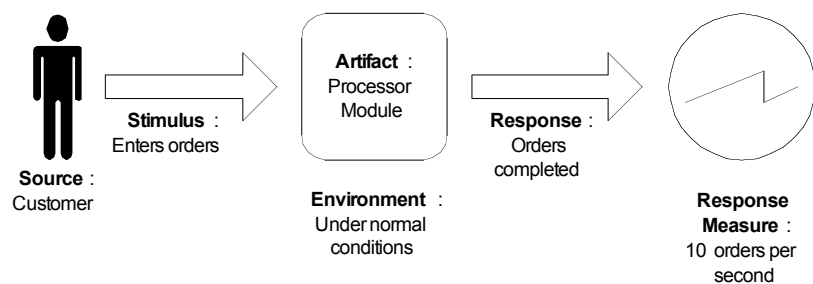 Source :
Customer
Stimulus :
Enters orders
Artifact :
Processor
Module
Environment :
Under normal
conditions
Response :
Orders
completed
Response
Measure :
10 orders per
second